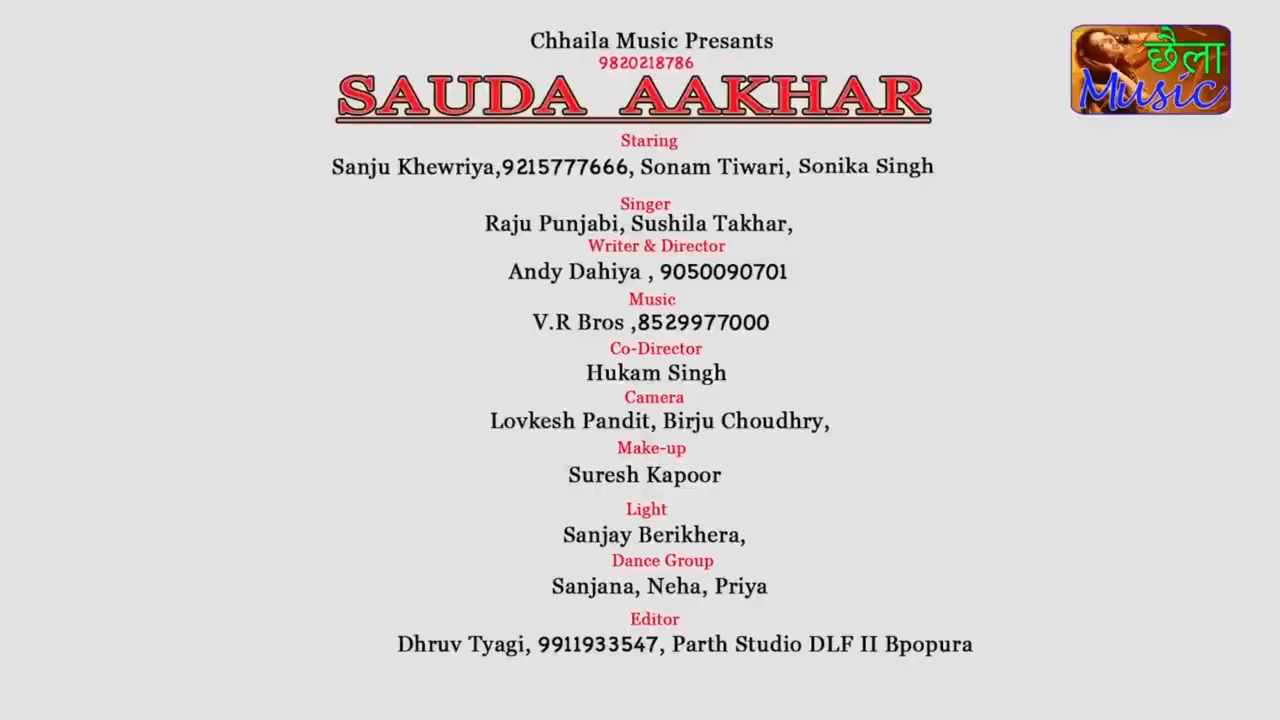 Chhaila Music Presants
9820218786
छैला
Music
SAUDA AAKHAR
Staring
Sanju Khewriya,9215777666, Sonam Tiwari, Sonika Singh
Singer
Raju Punjabi, Sushila Takhar,
Writer & Director
Andy Dahiya , 9050090701
Music
V.R Bros ,8529977000
Co-Director
Hukam Singh
Camera
Lovkesh Pandit, Birju Choudhry,
Make-up
Suresh Kapoor
Light
Sanjay Berikhera,
Dance Group
Sanjana, Neha, Priya
Editor
Dhruv Tyagi, 9911933547, Parth Studio DLF II Bpopura